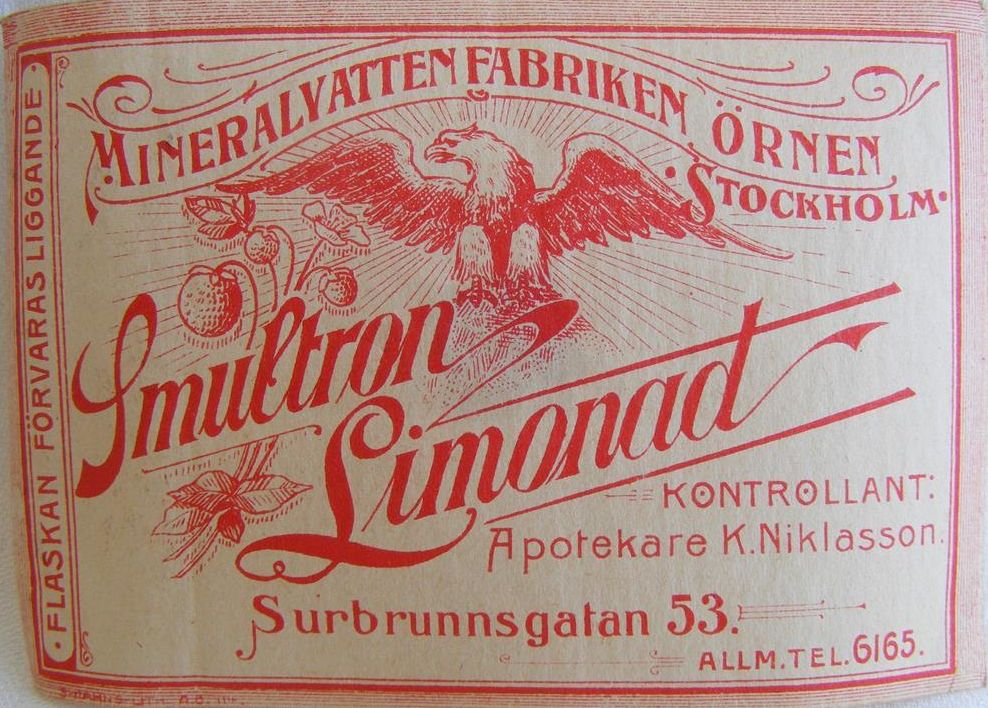 MINERALVATTENFABRIKEN ÖRNEN
·STOCKHOLM·
FLASKAN FÖRVARAS LIGGANDE
Smultron
Limonad
KONTROLLANT:
Apotekare K.Niklasson.
Surbrunnsgatan 53.
ALLM.TEL.6165.